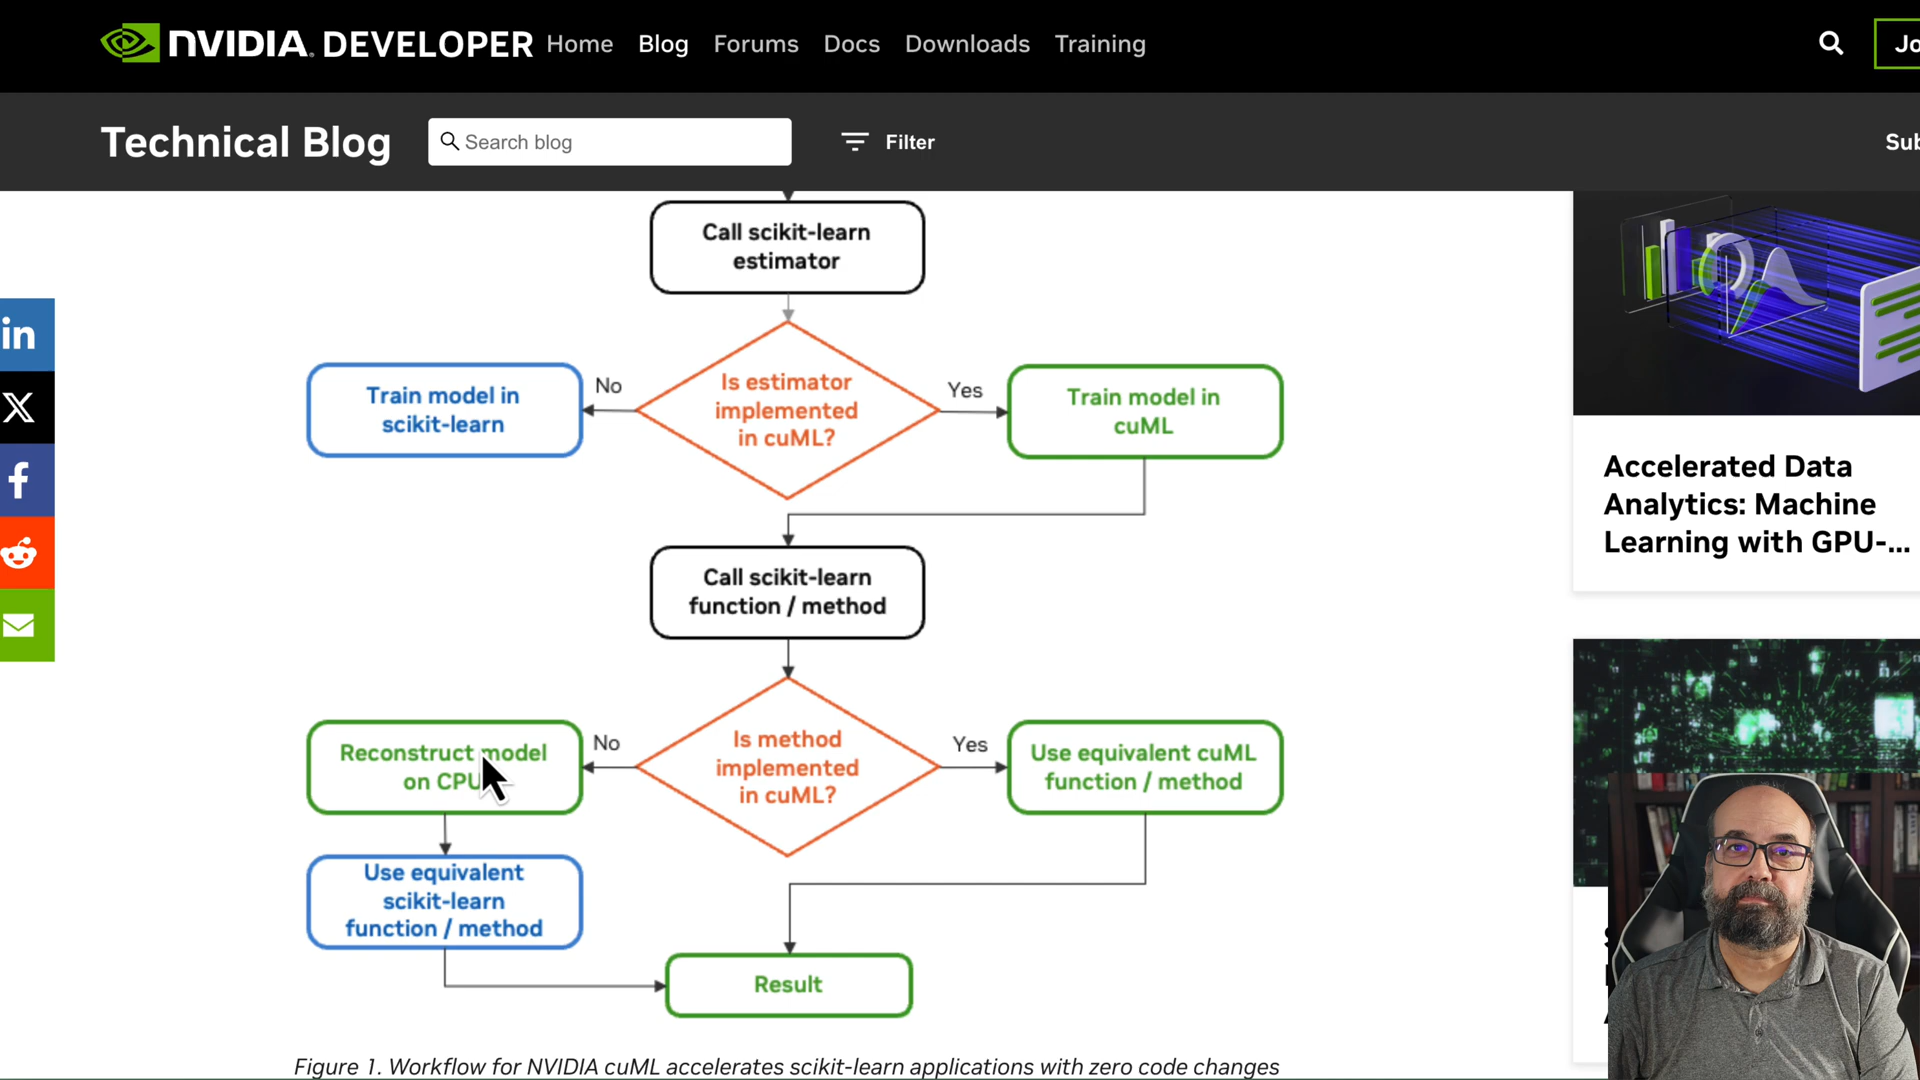 NVIDIA. DEVELOPER Home Blog Forums Docs Downloads Training
Technical Blog Search blog Filter
Call scikit-learn
estimator
Is estimator
implemented
in cuML?
No
Yes
Train model in
scikit-learn
Train model in
cuML
Call scikit-learn
function / method
Is method
implemented
in cuML?
No
Yes
Reconstruct model
on CPU
Use equivalent cuML
function / method
Use equivalent
scikit-learn
function / method
Result
Figure 1. Workflow for NVIDIA cuML accelerates scikit-learn applications with zero code changes
in
X
f
Accelerated Data
Analytics: Machine
Learning with GPU-...